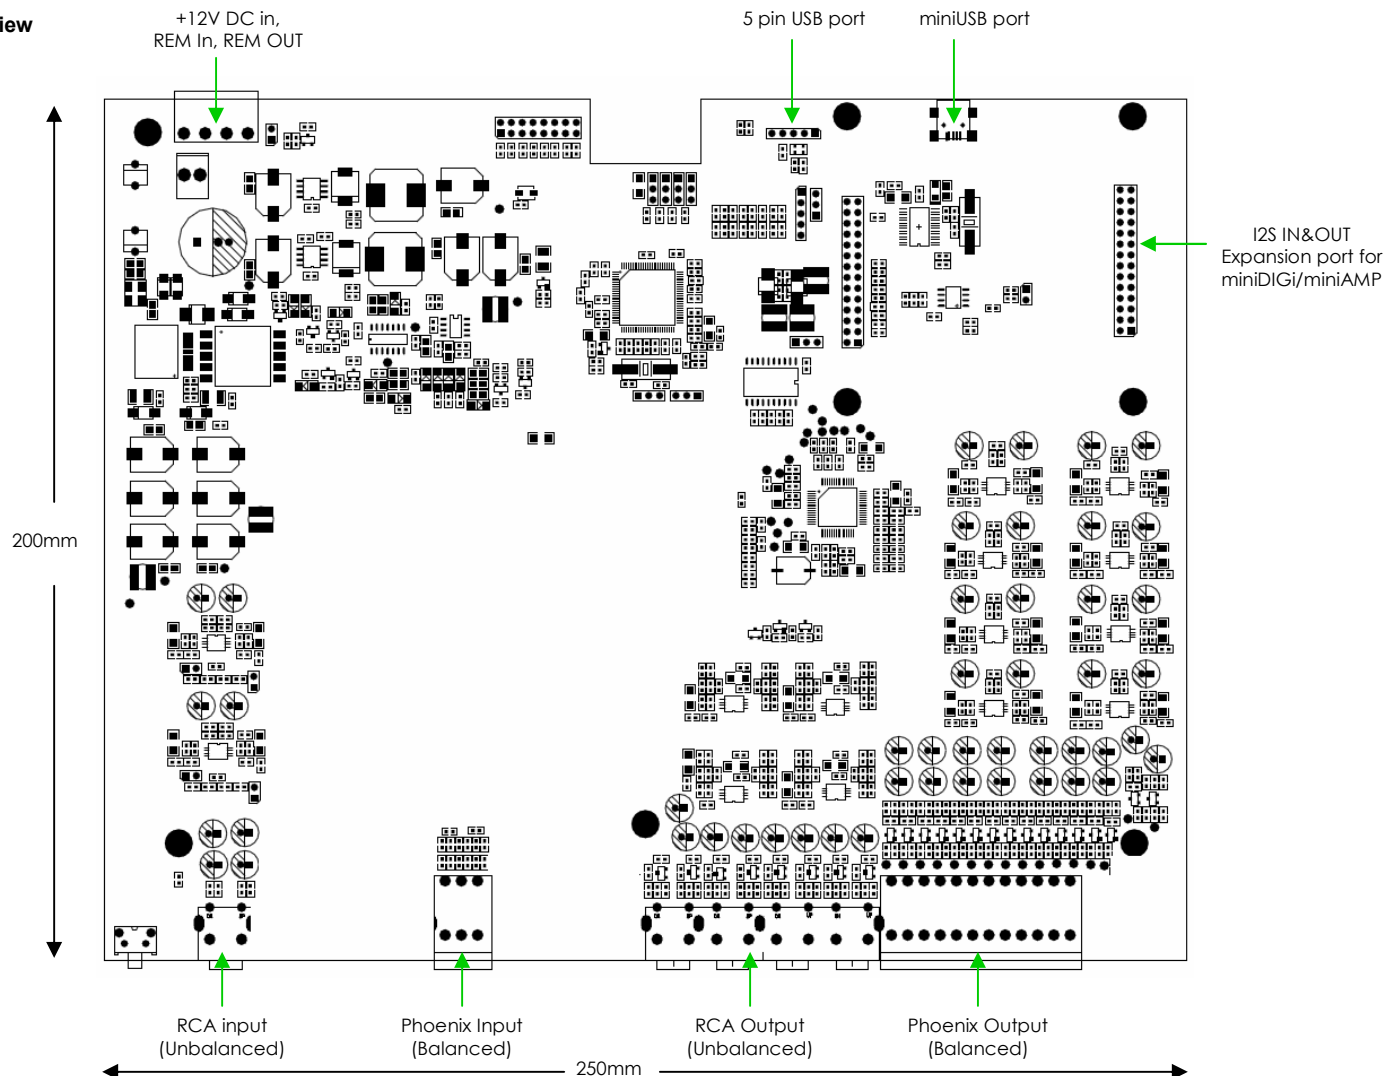 iew
+12V DC in,
REM In, REM OUT
5 pin USB port
miniUSB port
I2S IN&OUT
Expansion port for
miniDIGi/miniAMP
200mm
RCA input
(Unbalanced)
Phoenix Input
(Balanced)
RCA Output
(Unbalanced)
Phoenix Output
(Balanced)
250mm